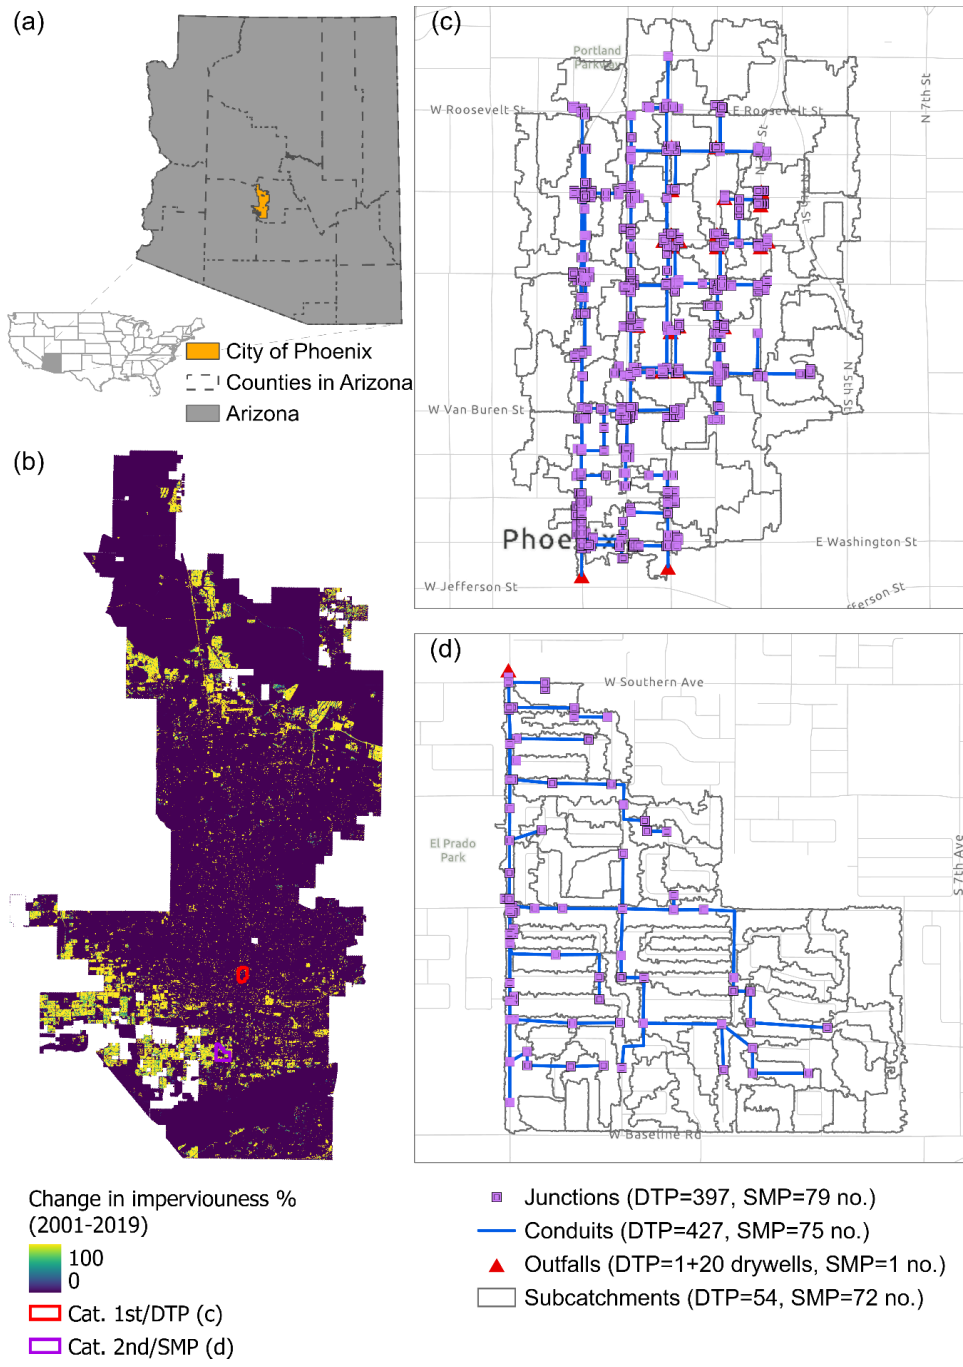 (a)
City of Phoenix
Counties in Arizona
Arizona
(b)
Change in imperviouness %
(2001-2019)
100
0
Cat. 1st/DTP (c)
Cat. 2nd/SMP (d)
(c)
Portland
W Roosevelt St
E Roosevelt St
N 7th St
N 5th St
W Van Buren St
Phoenix
E Washington St
W Jefferson St
fferson St
(d)
W Southern Ave
El Prado
Park
S 7th Ave
W Baseline Rd
Junctions (DTP=397, SMP=79 no.)
Conduits (DTP=427, SMP=75 no.)
Outfalls (DTP=1+20 drywells, SMP=1 no.)
Subcatchments (DTP=54, SMP=72 no.)